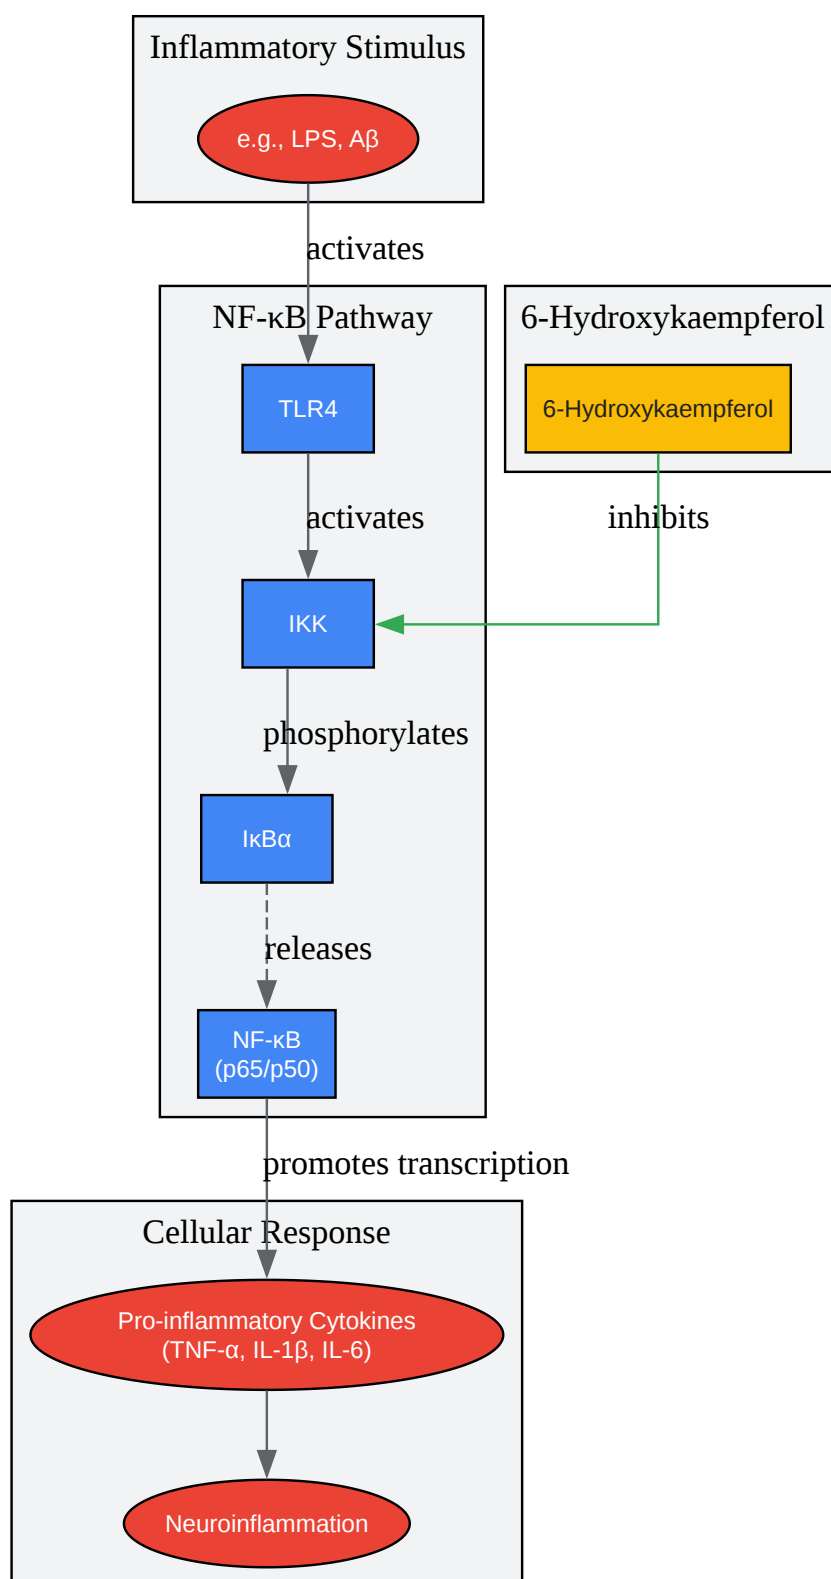 Inflammatory Stimulus
e.g., LPS, Aβ
activates
NF-κB Pathway
6-Hydroxykaempferol
TLR4
6-Hydroxykaempferol
activates
inhibits
IKK
phosphorylates
IκBα
releases
NF-κB
(p65/p50)
promotes transcription
Cellular Response
Pro-inflammatory Cytokines
(TNF-α, IL-1β, IL-6)
Neuroinflammation